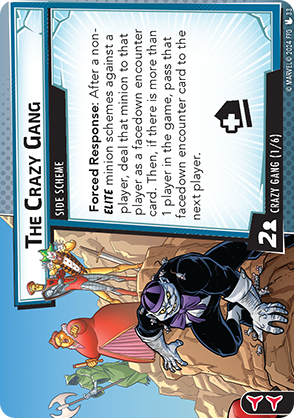 THE CRAZY GANG
SIDE SCHEME
Forced Response: After a non-
ELITE minion schemes against a
player, deal that minion to that
player as a facedown encounter
card. Then, if there is more than
1 player in the game, pass that
facedown encounter card to the
next player.
2
CRAZY GANG (1/6)
© MARVEL © 2024 FFG